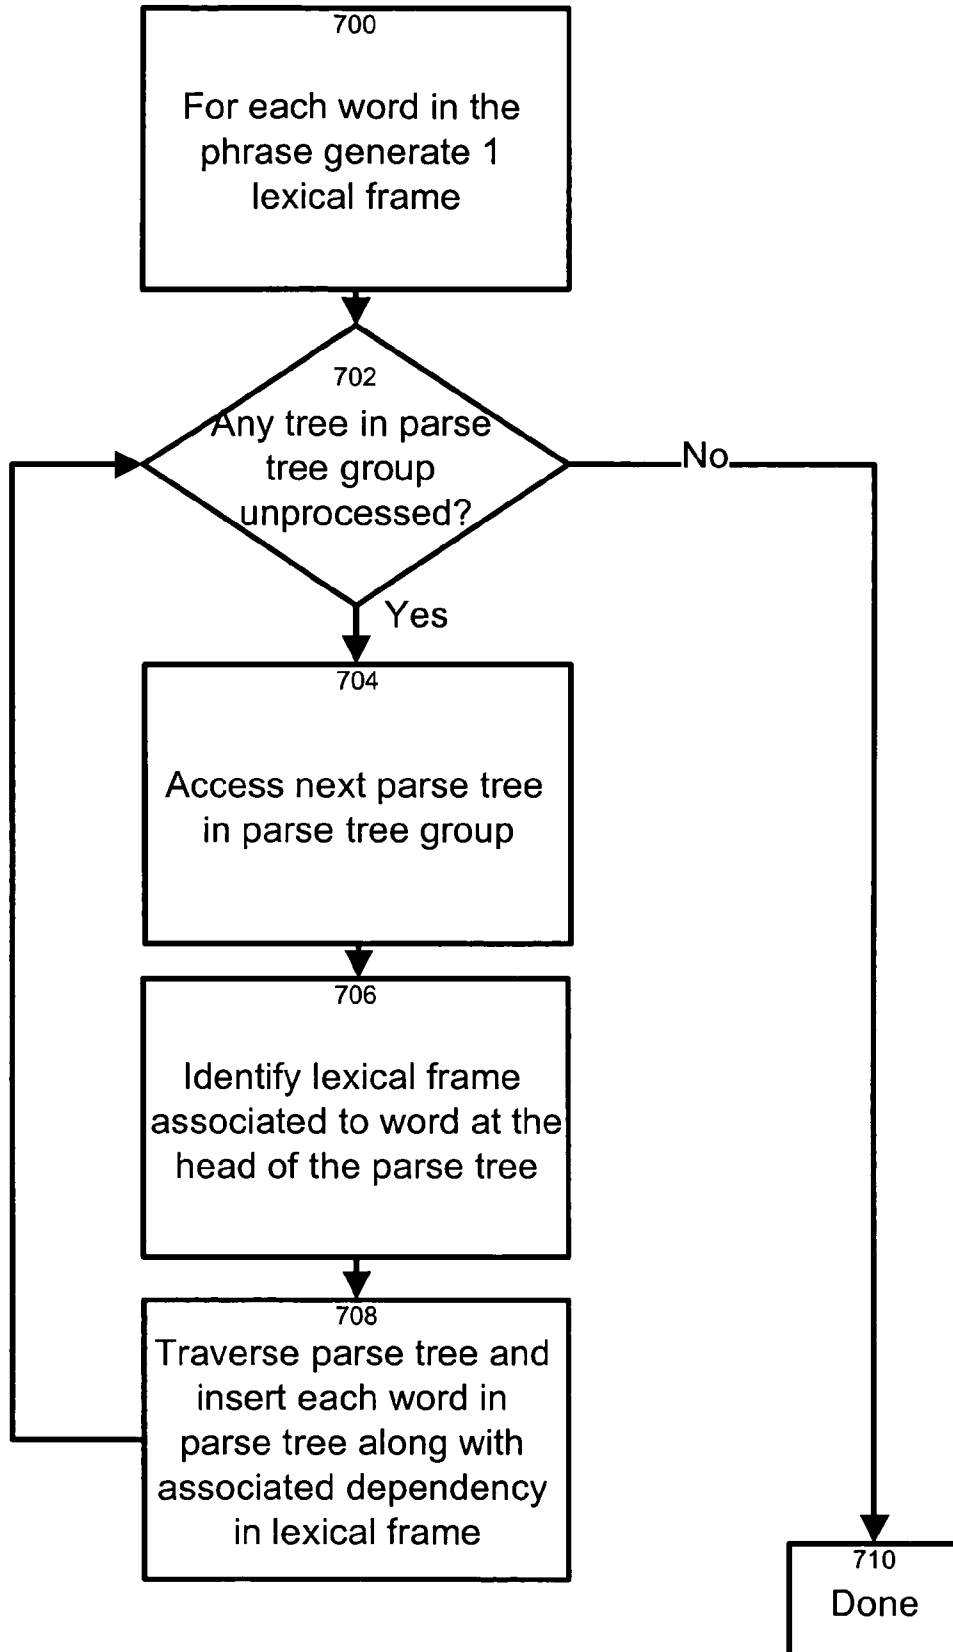 700
For each word in the
phrase generate 1
lexical frame
702
Any tree in parse
tree group
unprocessed?
No
Yes
704
Access next parse tree
in parse tree group
706
Identify lexical frame
associated to word at the
head of the parse tree
708
Traverse parse tree and
insert each word in
parse tree along with
associated dependency
in lexical frame
710
Done